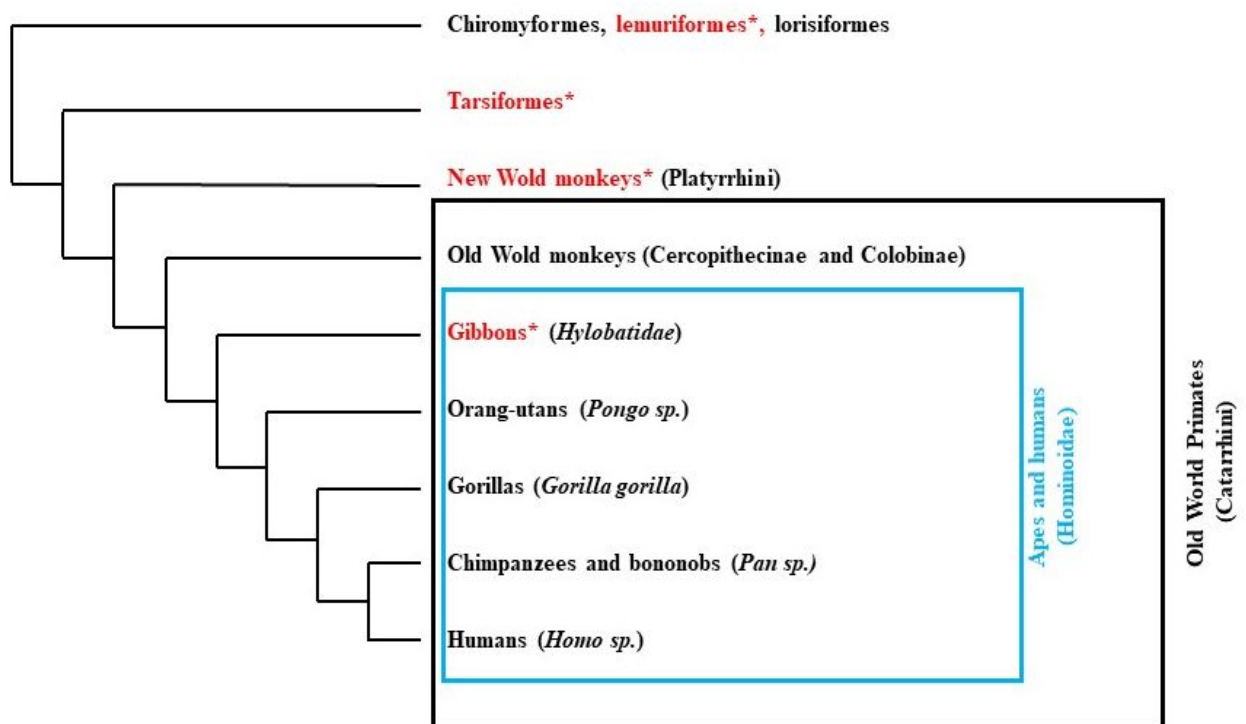 Chiromyformes, lemuriformes*, lorisiformes
Tarsiformes*
New Wold monkeys* (Platyrrhini)
Old Wold monkeys (Cercopithecinae and Colobinae)
Gibbons* (Hylobatidae)
Orang-utans (Pongo sp.)
Gorillas (Gorilla gorilla)
Chimpanzees and bononobs (Pan sp.)
Humans (Homo sp.)
Apes and humans
(Hominoidae)
Old World Primates
(Catarrhini)